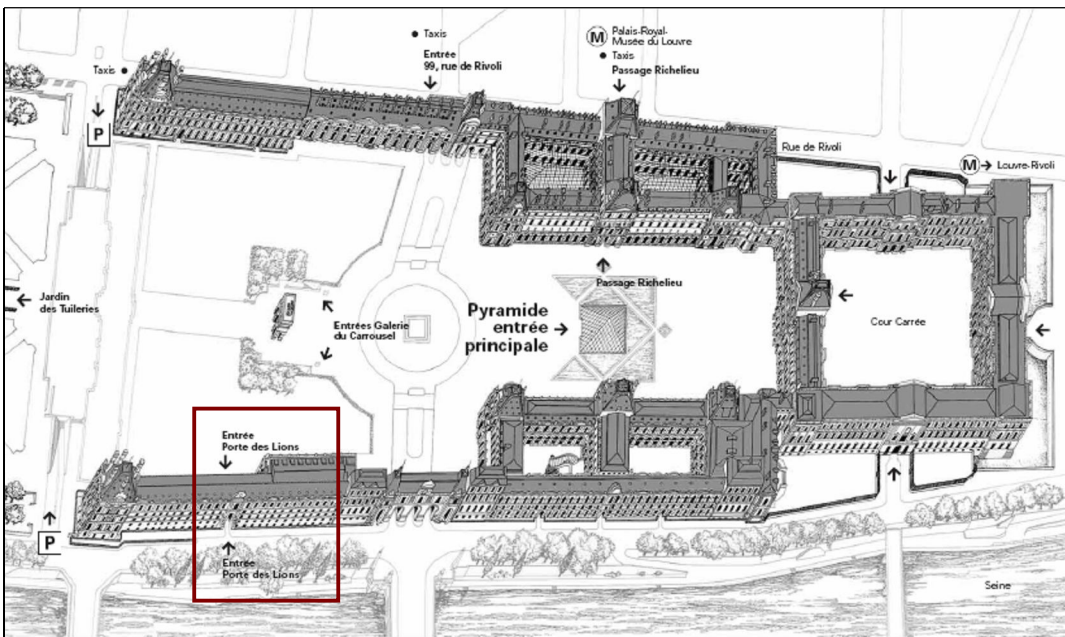 Taxis
M
Palais-Royal-
Musée du Louvre
Taxis
Entrée
99, rue de Rivoli
Taxis
Passage Richelieu
P
Rue de Rivoli
M
Louvre-Rivoli
Passage Richelieu
Jardin
des Tuileries
Entrées Galerie
du Carrousel
Pyramide
entrée
principale
Cour Carrée
Entrée
Porte des Lions
P
Entrée
Porte des Lions
Seine